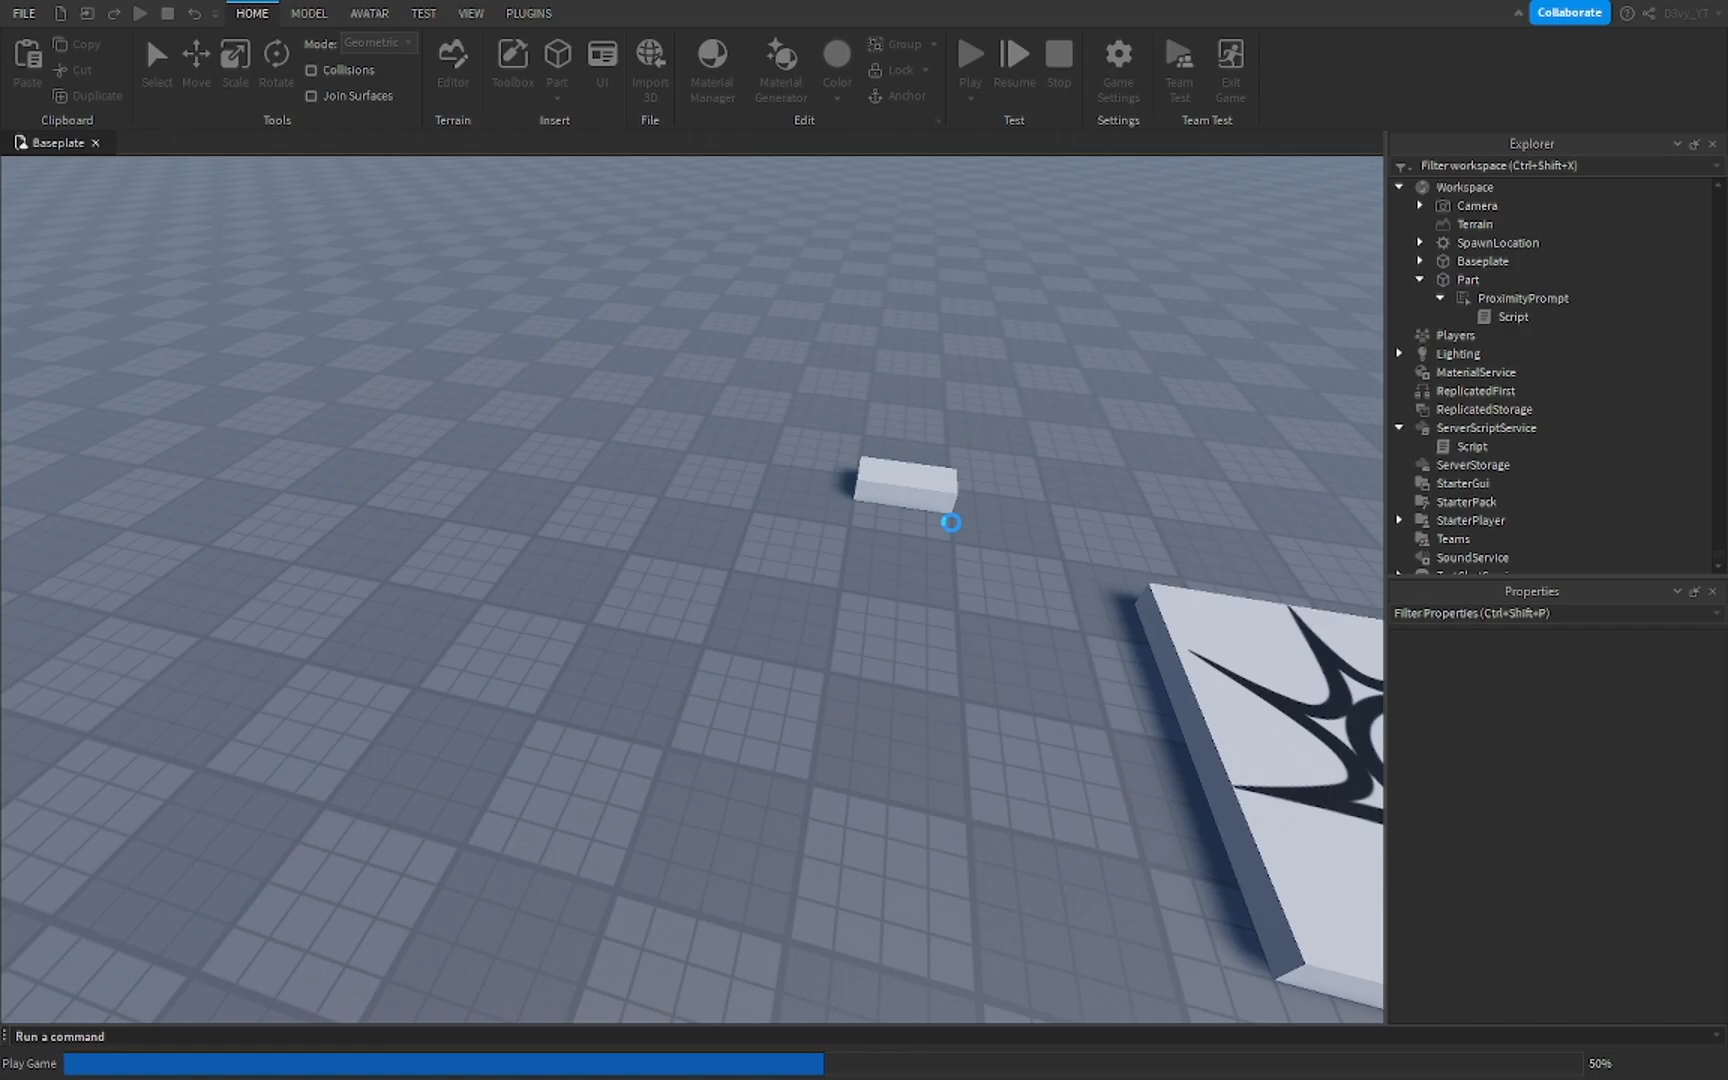 FILE HOME MODEL AVATAR TEST VIEW PLUGINS Collaborate D3vy_YT
Paste Copy Cut Duplicate Clipboard
Select Move Scale Rotate Mode: Geometric Collisions Join Surfaces Tools
Editor Terrain
Toolbox Part UI Insert
Import 3D File
Material Manager Material Generator Color Group Lock Anchor Edit
Play Resume Stop Test
Game Settings Settings
Team Test Exit Game Team Test
Baseplate
Explorer
Filter workspace (Ctrl+Shift+X)
Workspace
Camera
Terrain
SpawnLocation
Baseplate
Part
ProximityPrompt
Script
Players
Lighting
MaterialService
ReplicatedFirst
ReplicatedStorage
ServerScriptService
Script
ServerStorage
StarterGui
StarterPack
StarterPlayer
Teams
SoundService
Properties
Filter Properties (Ctrl+Shift+P)
Run a command
Play Game 50%